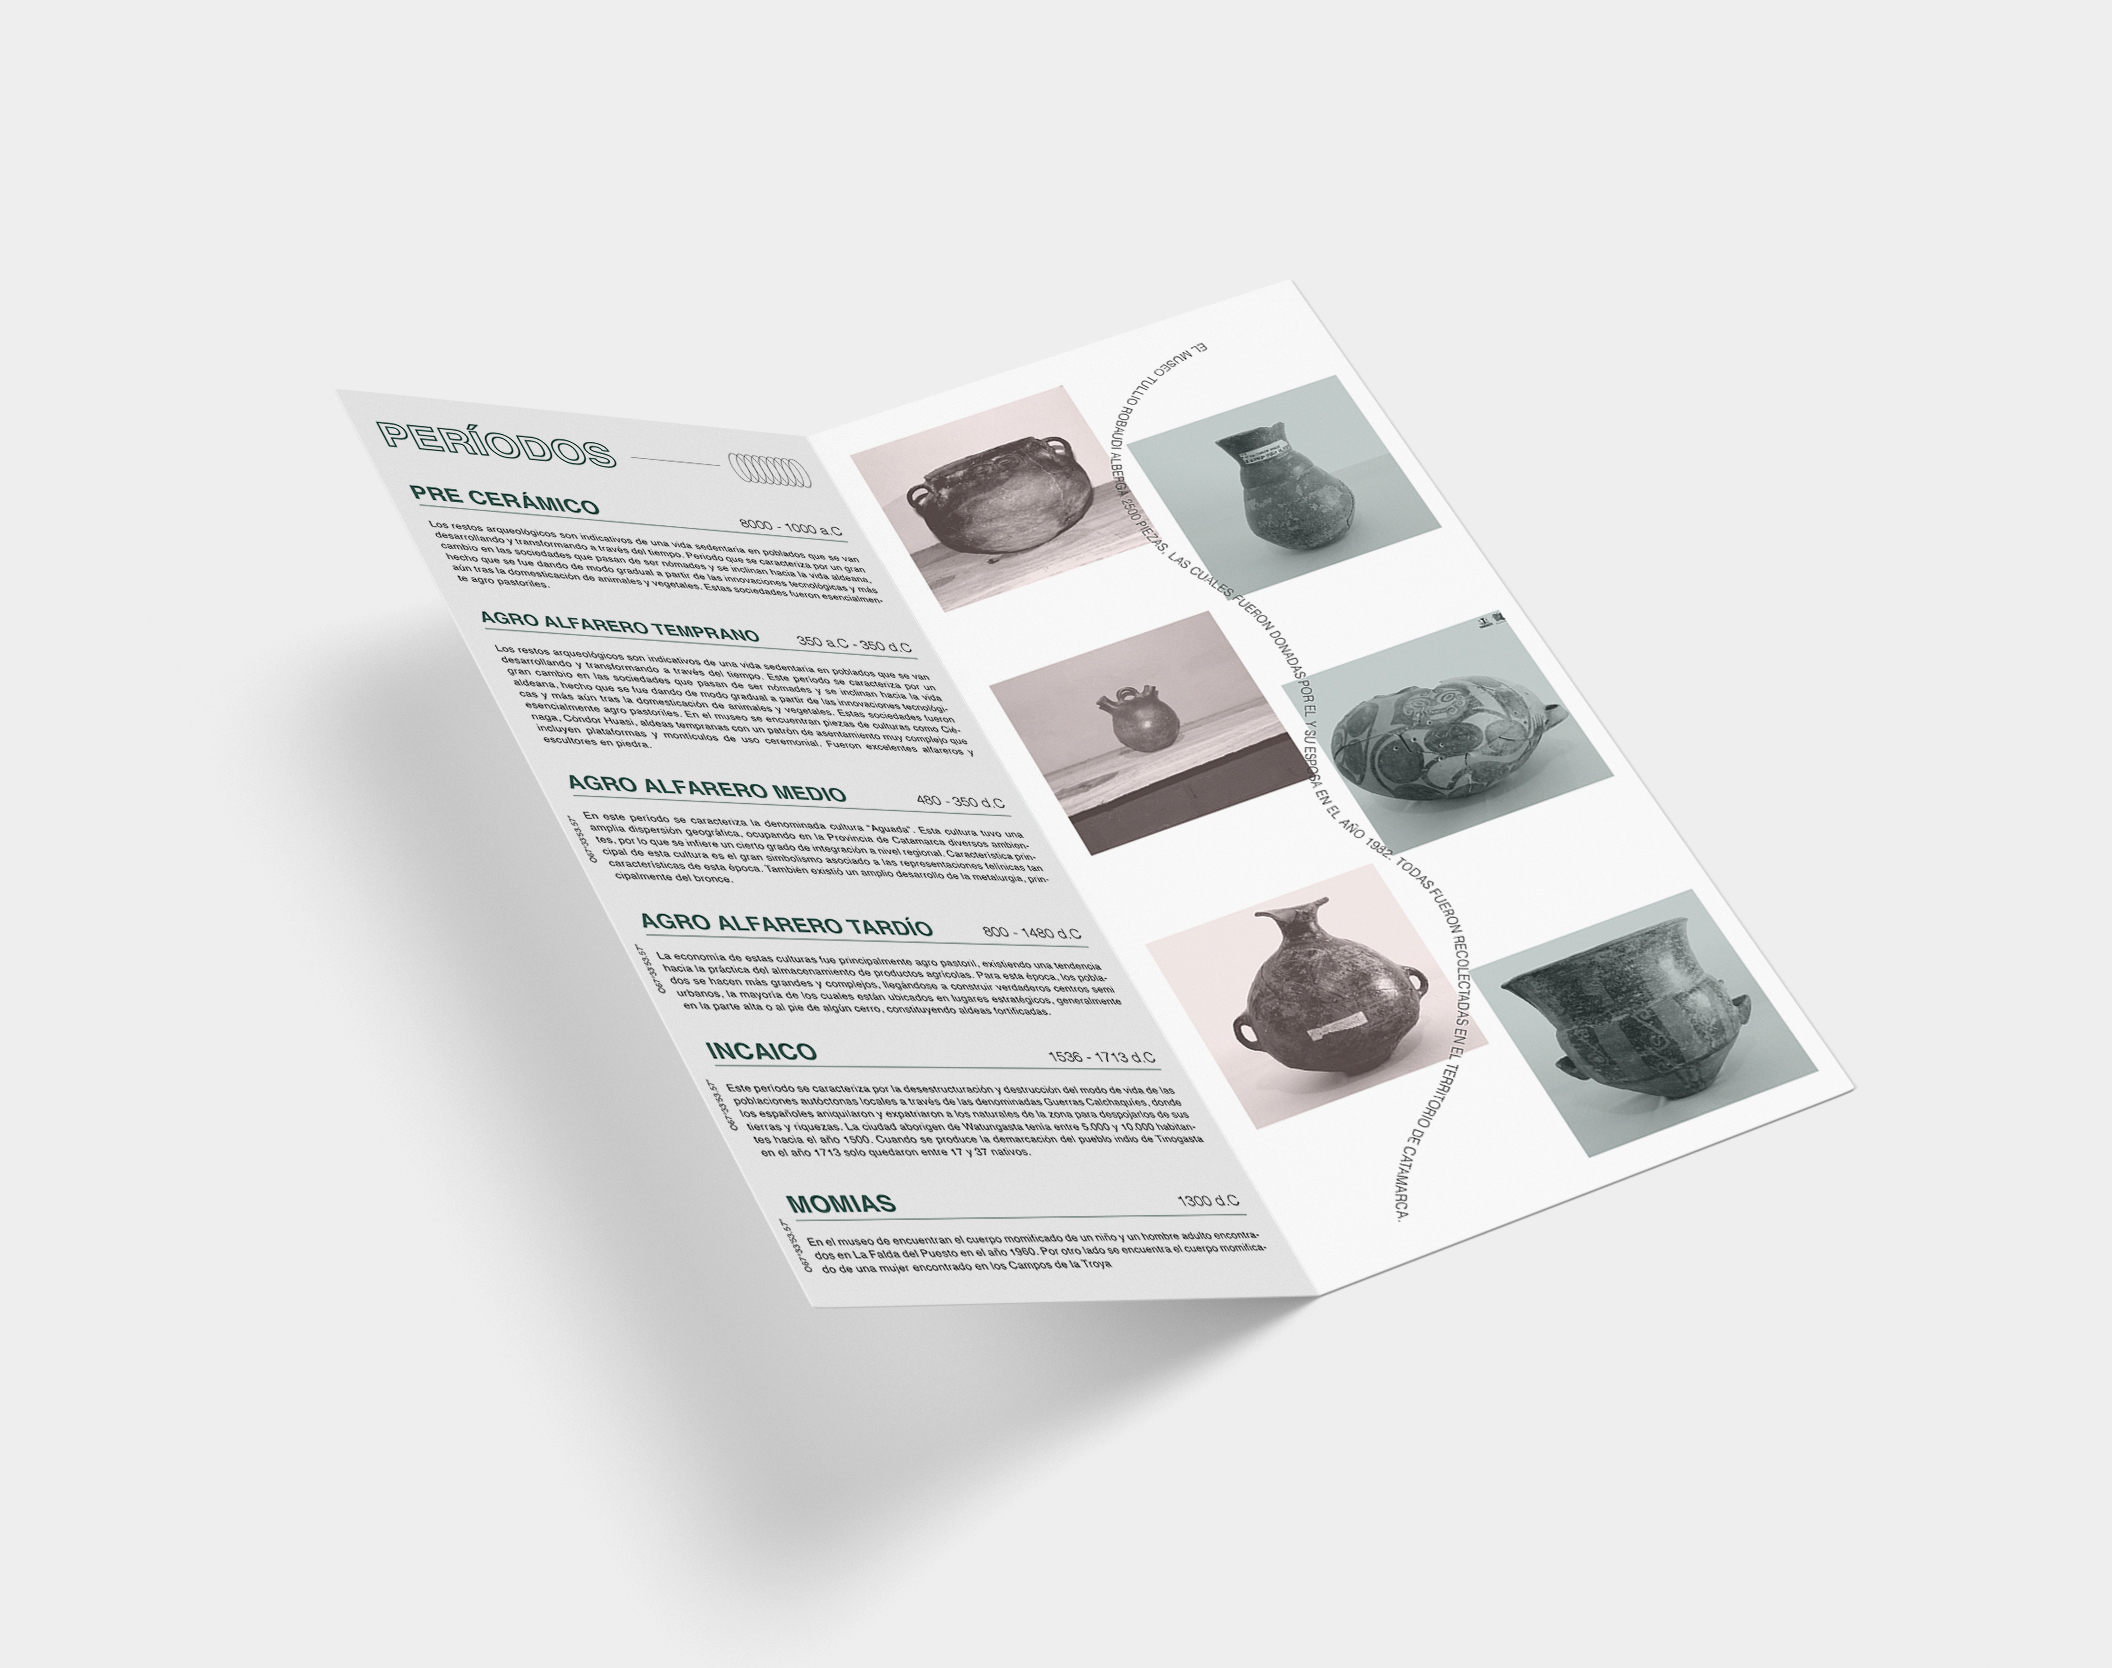 PERÍODOS
PRE CERÁMICO
8000 - 1000 a.C
Los restos arqueológicos son indicativos de una vida sedentaria en poblados que se van
desarrollando y transformando a través del tiempo. Periodo que se caracteriza por un gran
cambio en las sociedades que pasan de ser nómades y se inclinan hacia la vida aldeana,
hecho que se fue dando de modo gradual a partir de las innovaciones tecnológicas y más
aún tras la domesticación de animales y vegetales. Estas sociedades fueron esencialmen-
te agro pastoriles.
AGRO ALFARERO TEMPRANO
350 a.C - 350 d.C
Los restos arqueológicos son indicativos de una vida sedentaria en poblados que se van
desarrollando y transformando a través del tiempo. Este período se caracteriza por un
gran cambio en las sociedades que pasan de ser nómades y se inclinan hacia la vida
aldeana, hecho que se fue dando de modo gradual a partir de las innovaciones tecnológi-
cas y más aún tras la domesticación de animales y vegetales. Estas sociedades fueron
esencialmente agro pastoriles. En el museo se encuentran piezas de culturas como Cié-
naga, Cóndor Huasi, aldeas tempranas con un patrón de asentamiento muy complejo que
incluyen plataformas y montículos de uso ceremonial. Fueron excelentes alfareros y
escultores en piedra.
AGRO ALFARERO MEDIO
480 - 350 d.C
En este período se caracteriza la denominada cultura "Aguada". Esta cultura tuvo una
amplia dispersión geográfica, ocupando en la Provincia de Catamarca diversos ambien-
tes, por lo que se infiere un cierto grado de integración a nivel regional. Característica prin-
cipal de esta cultura es el gran simbolismo asociado a las representaciones felínicas tan
características de esta época. También existió un amplio desarrollo de la metalurgia, prin-
cipalmente del bronce.
AGRO ALFARERO TARDÍO
800 - 1480 d.C
La economía de estas culturas fue principalmente agro pastoril, existiendo una tendencia
hacia la práctica del almacenamiento de productos agrícolas. Para esta época, los pobla-
dos se hacen más grandes y complejos, llegándose a construir verdaderos centros semi
urbanos, la mayoría de los cuales están ubicados en lugares estratégicos, generalmente
en la parte alta o al pie de algún cerro, constituyendo aldeas fortificadas.
INCAICO
1536 - 1713 d.C
Este período se caracteriza por la desestructuración y destrucción del modo de vida de las
poblaciones autóctonas locales a través de las denominadas Guerras Calchaquíes, donde
los españoles aniquilaron y expatriaron a los naturales de la zona para despojarlos de sus
tierras y riquezas. La ciudad aborigen de Watungasta tenía entre 5.000 y 10.000 habitan-
tes hacia el año 1500. Cuando se produce la demarcación del pueblo indio de Tinogasta
en el año 1713 solo quedaron entre 17 y 37 nativos.
MOMIAS
1300 d.C
En el museo de encuentran el cuerpo momificado de un niño y un hombre adulto encontra-
dos en La Falda del Puesto en el año 1960. Por otro lado se encuentra el cuerpo momifica-
do de una mujer encontrado en los Campos de la Troya
EL MUSEO TULLIO ROBAUDI ALBERGA 2500 PIEZAS, LAS CUALES FUERON DONADAS POR EL Y SU ESPOSA EN EL AÑO 1982. TODAS FUERON RECOLECTADAS EN EL TERRITORIO DE CATAMARCA.